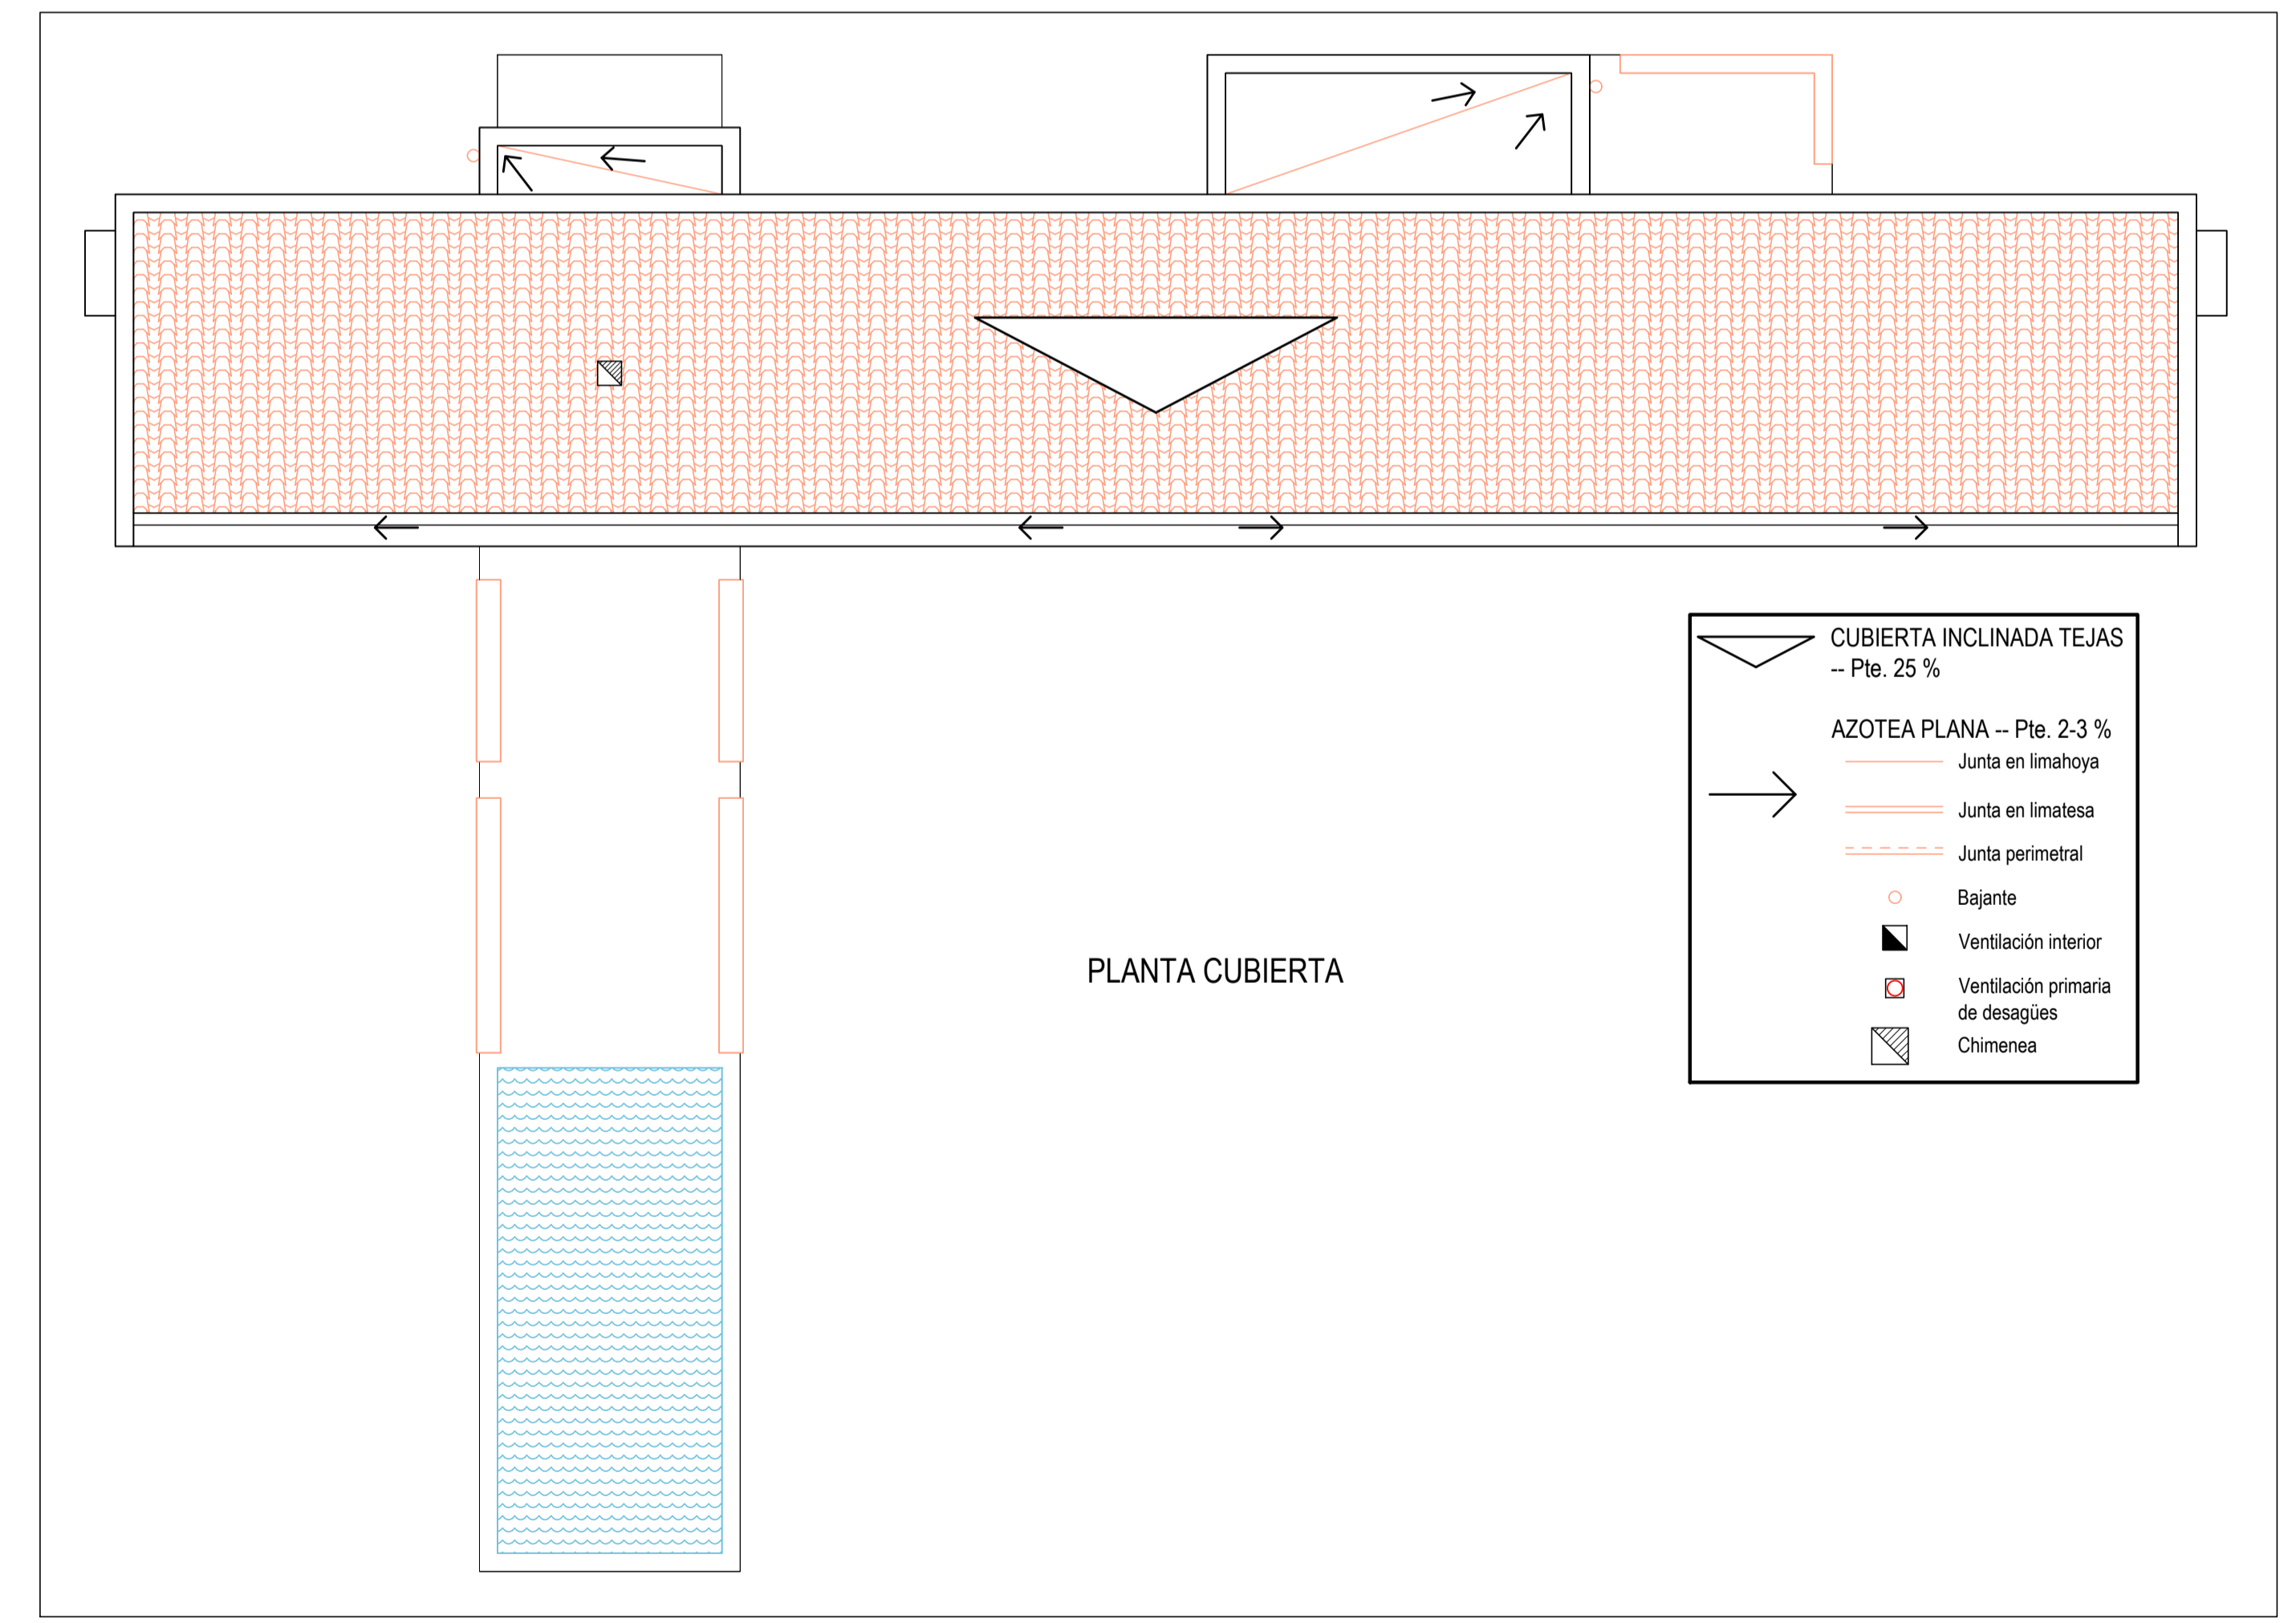 CUBIERTA INCLINADA TEJAS
-- Pte. 25 %
AZOTEA PLANA -- Pte. 2-3 %
Junta en limahoya
Junta en limatesa
Junta perimetral
Bajante
Ventilación interior
Ventilación primaria
de desagües
Chimenea
PLANTA CUBIERTA